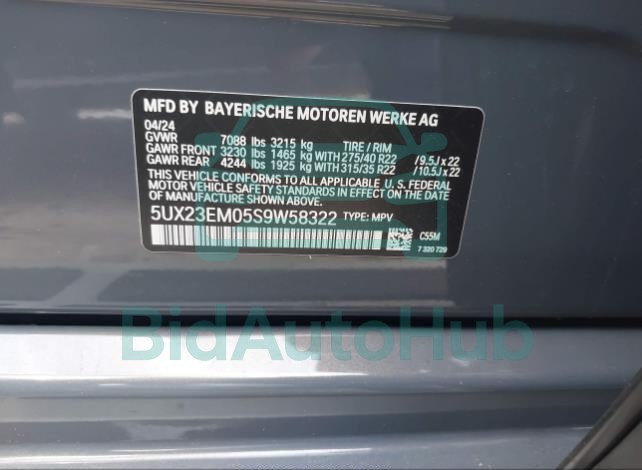 MFD BY BAYERISCHE MOTOREN WERKE AG
04/24
GVWR 7088 lbs 3215 kg TIRE / RIM
GAWR FRONT 3230 lbs 1465 kg WITH 275/40 R22 /9.5J x 22
GAWR REAR 4244 lbs 1925 kg WITH 315/35 R22 /10.5J x 22
THIS VEHICLE CONFORMS TO ALL APPLICABLE U.S. FEDERAL
MOTOR VEHICLE SAFETY STANDARDS IN EFFECT ON THE
DATE OF MANUFACTURE SHOWN ABOVE.
5UX23EM05S9W58322 TYPE: MPV
C55M
7 320 729
BidAutoHub